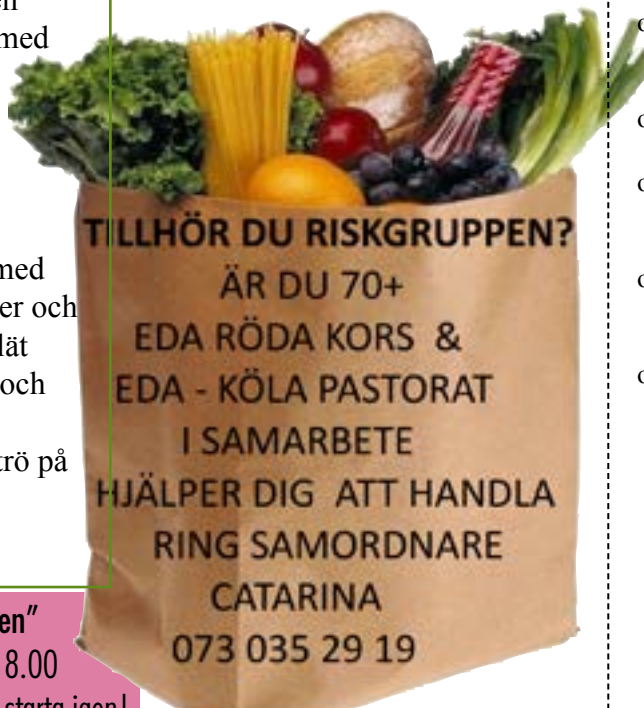 en
med
med
er och
lät
och
trö på
TILLHÖR DU RISKGRUPPEN?
ÄR DU 70+
EDA RÖDA KORS &
EDA - KÖLA PASTORAT
I SAMARBETE
HJÄLPER DIG ATT HANDLA
RING SAMORDNARE
CATARINA
073 035 29 19
en”
8.00
starta igen!